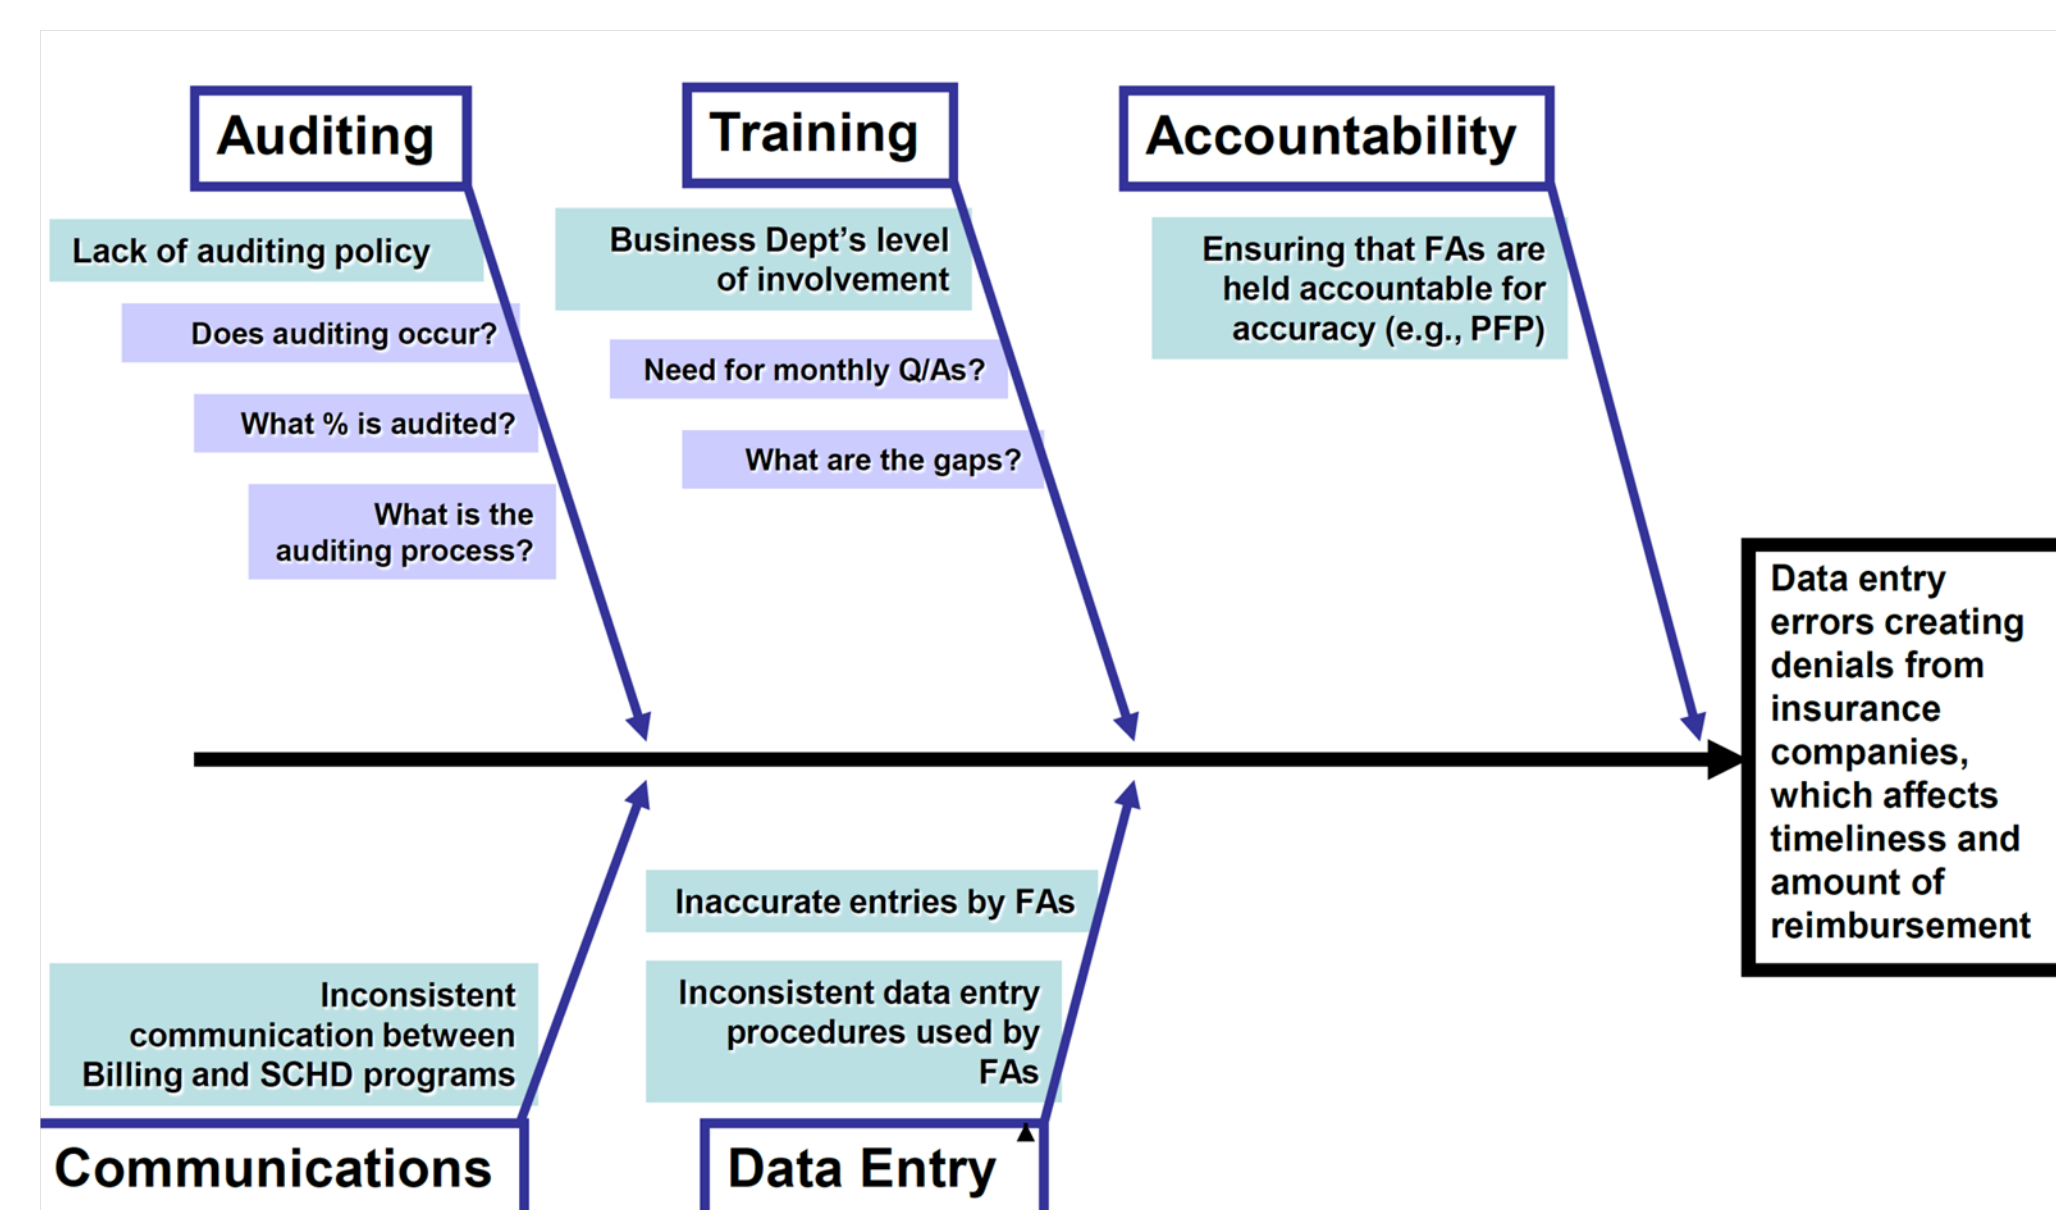 Auditing
Training
Accountability
Lack of auditing policy
Does auditing occur?
What % is audited?
What is the
auditing process?
Business Dept’s level
of involvement
Need for monthly Q/As?
What are the gaps?
Ensuring that FAs are
held accountable for
accuracy (e.g., PFP)
Data entry
errors creating
denials from
insurance
companies,
which affects
timeliness and
amount of
reimbursement
Inconsistent
communication between
Billing and SCHD programs
Inaccurate entries by FAs
Inconsistent data entry
procedures used by
FAs
Communications
Data Entry